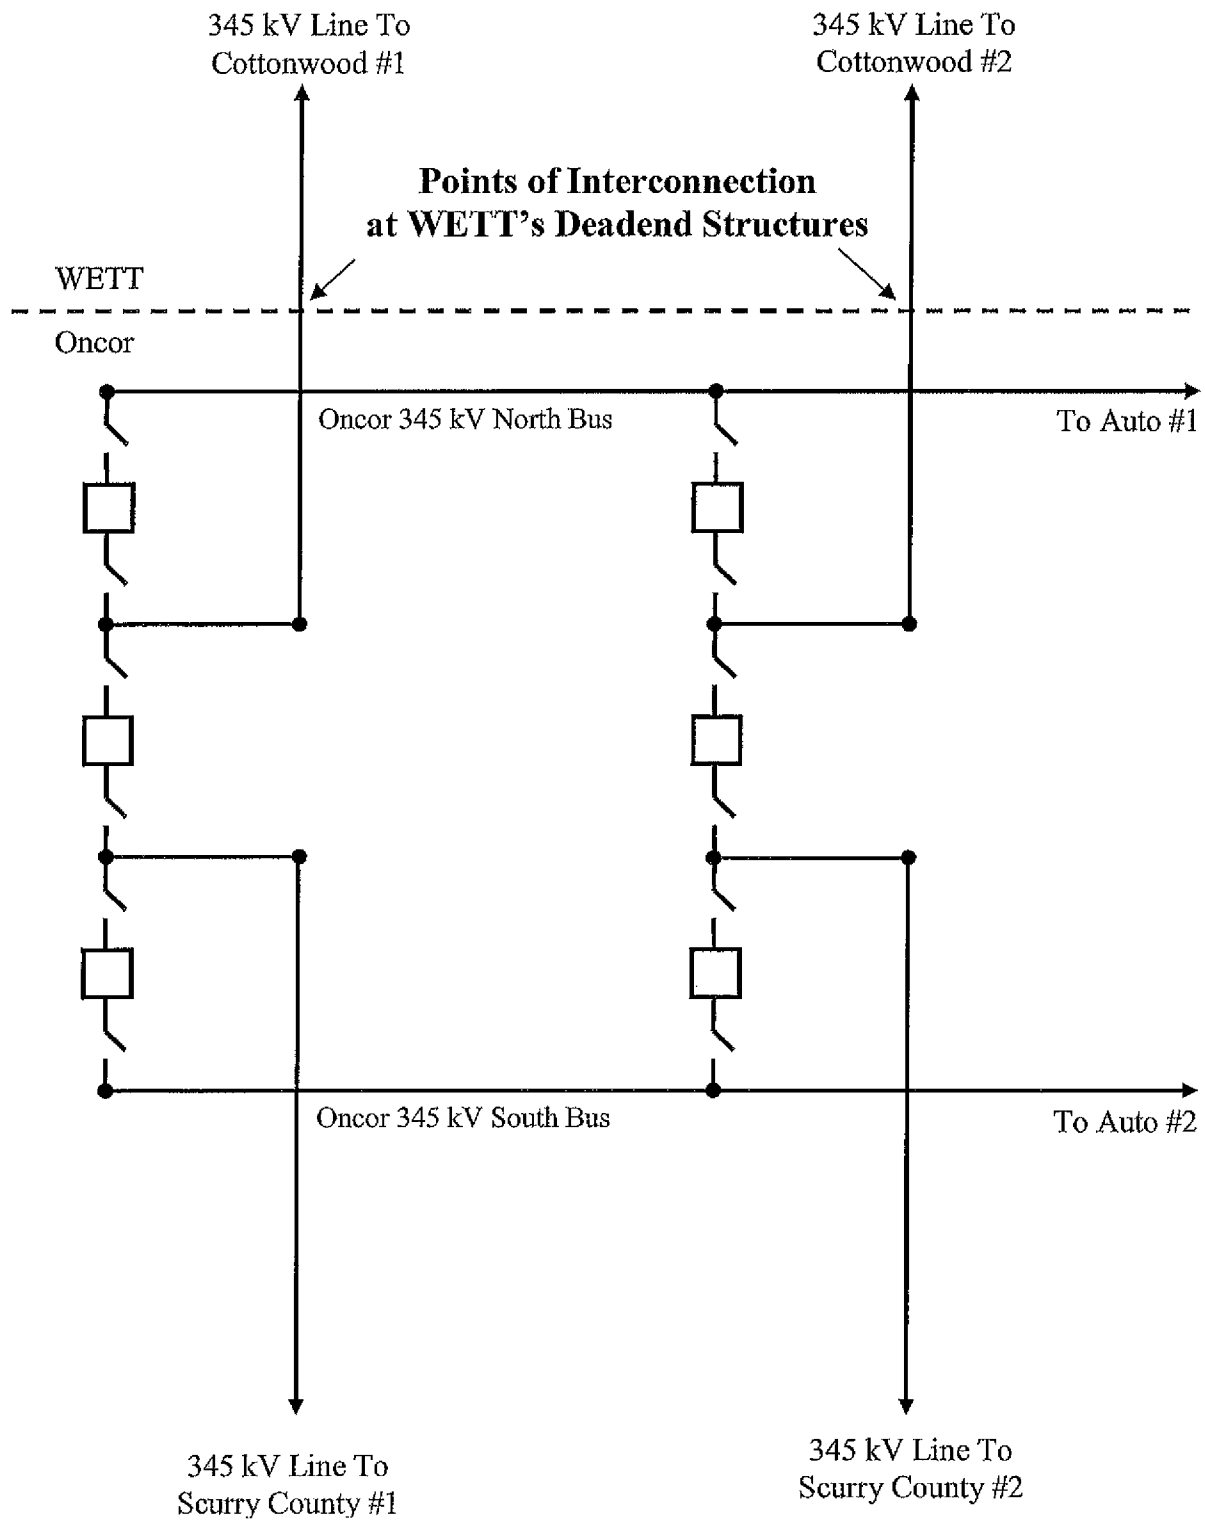 345 kV Line To
Cottonwood #1
345 kV Line To
Cottonwood #2
Points of Interconnection
at WETT's Deadend Structures
WETT
Oncor
Oncor 345 kV North Bus
To Auto #1
Oncor 345 kV South Bus
To Auto #2
345 kV Line To
Scurry County #1
345 kV Line To
Scurry County #2